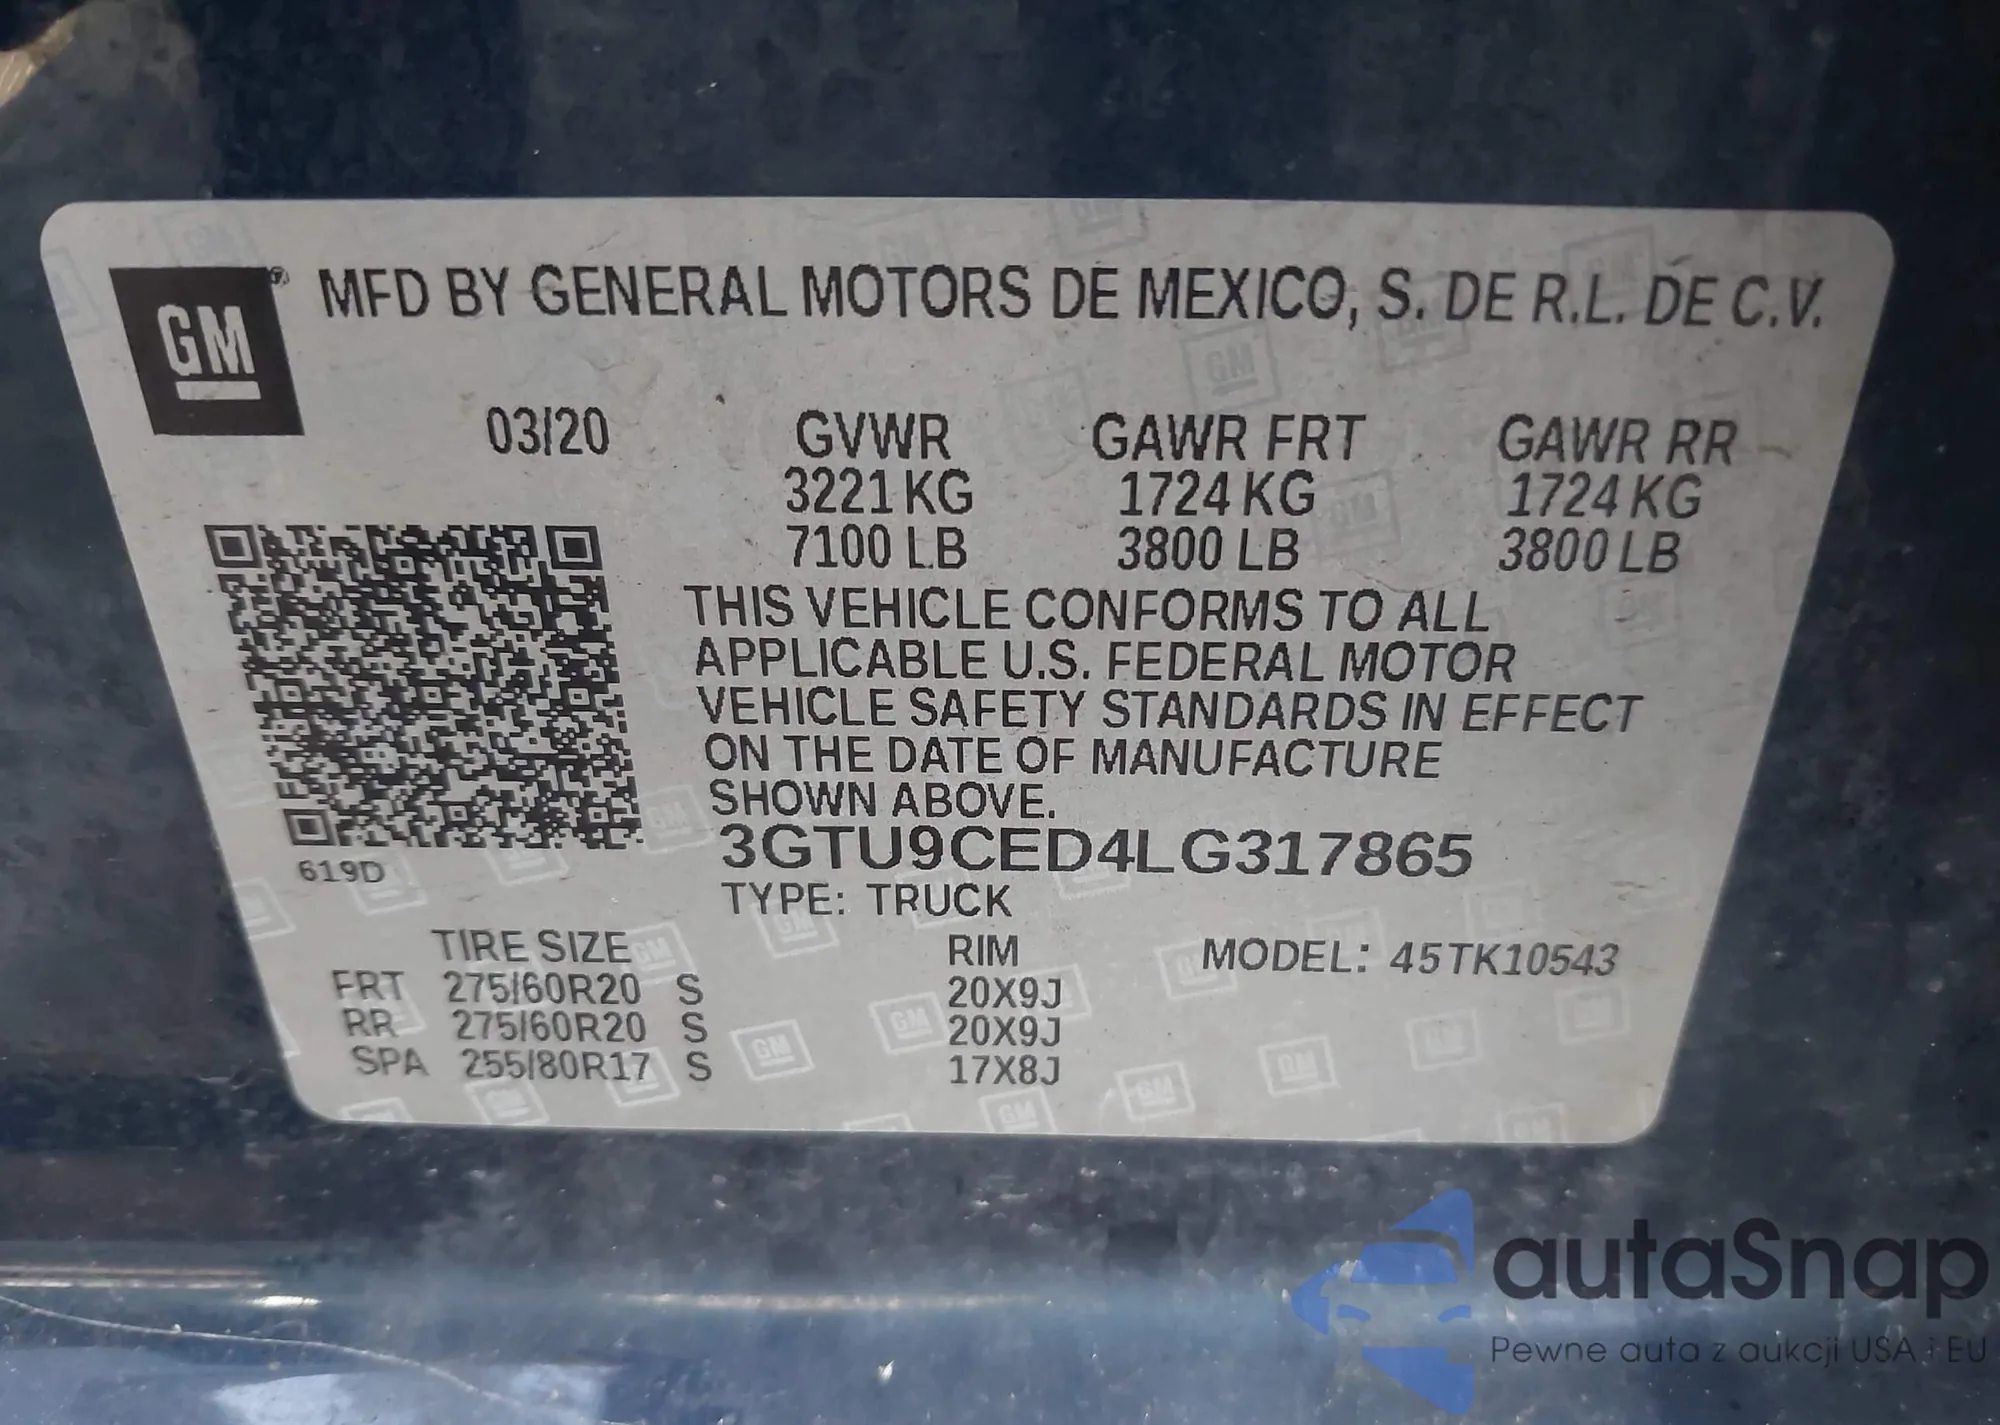 GM® MFD BY GENERAL MOTORS DE MEXICO, S. DE R.L. DE C.V.
03/20 GVWR GAWR FRT GAWR RR
3221 KG 1724 KG 1724 KG
7100 LB 3800 LB 3800 LB
THIS VEHICLE CONFORMS TO ALL
APPLICABLE U.S. FEDERAL MOTOR
VEHICLE SAFETY STANDARDS IN EFFECT
ON THE DATE OF MANUFACTURE
SHOWN ABOVE.
3GTU9CED4LG317865
619D
TYPE: TRUCK
TIRE SIZE RIM MODEL: 45TK10543
FRT 275/60R20 S 20X9J
RR 275/60R20 S 20X9J
SPA 255/80R17 S 17X8J
autaSnap
Pewne auta z aukcji USA i EU